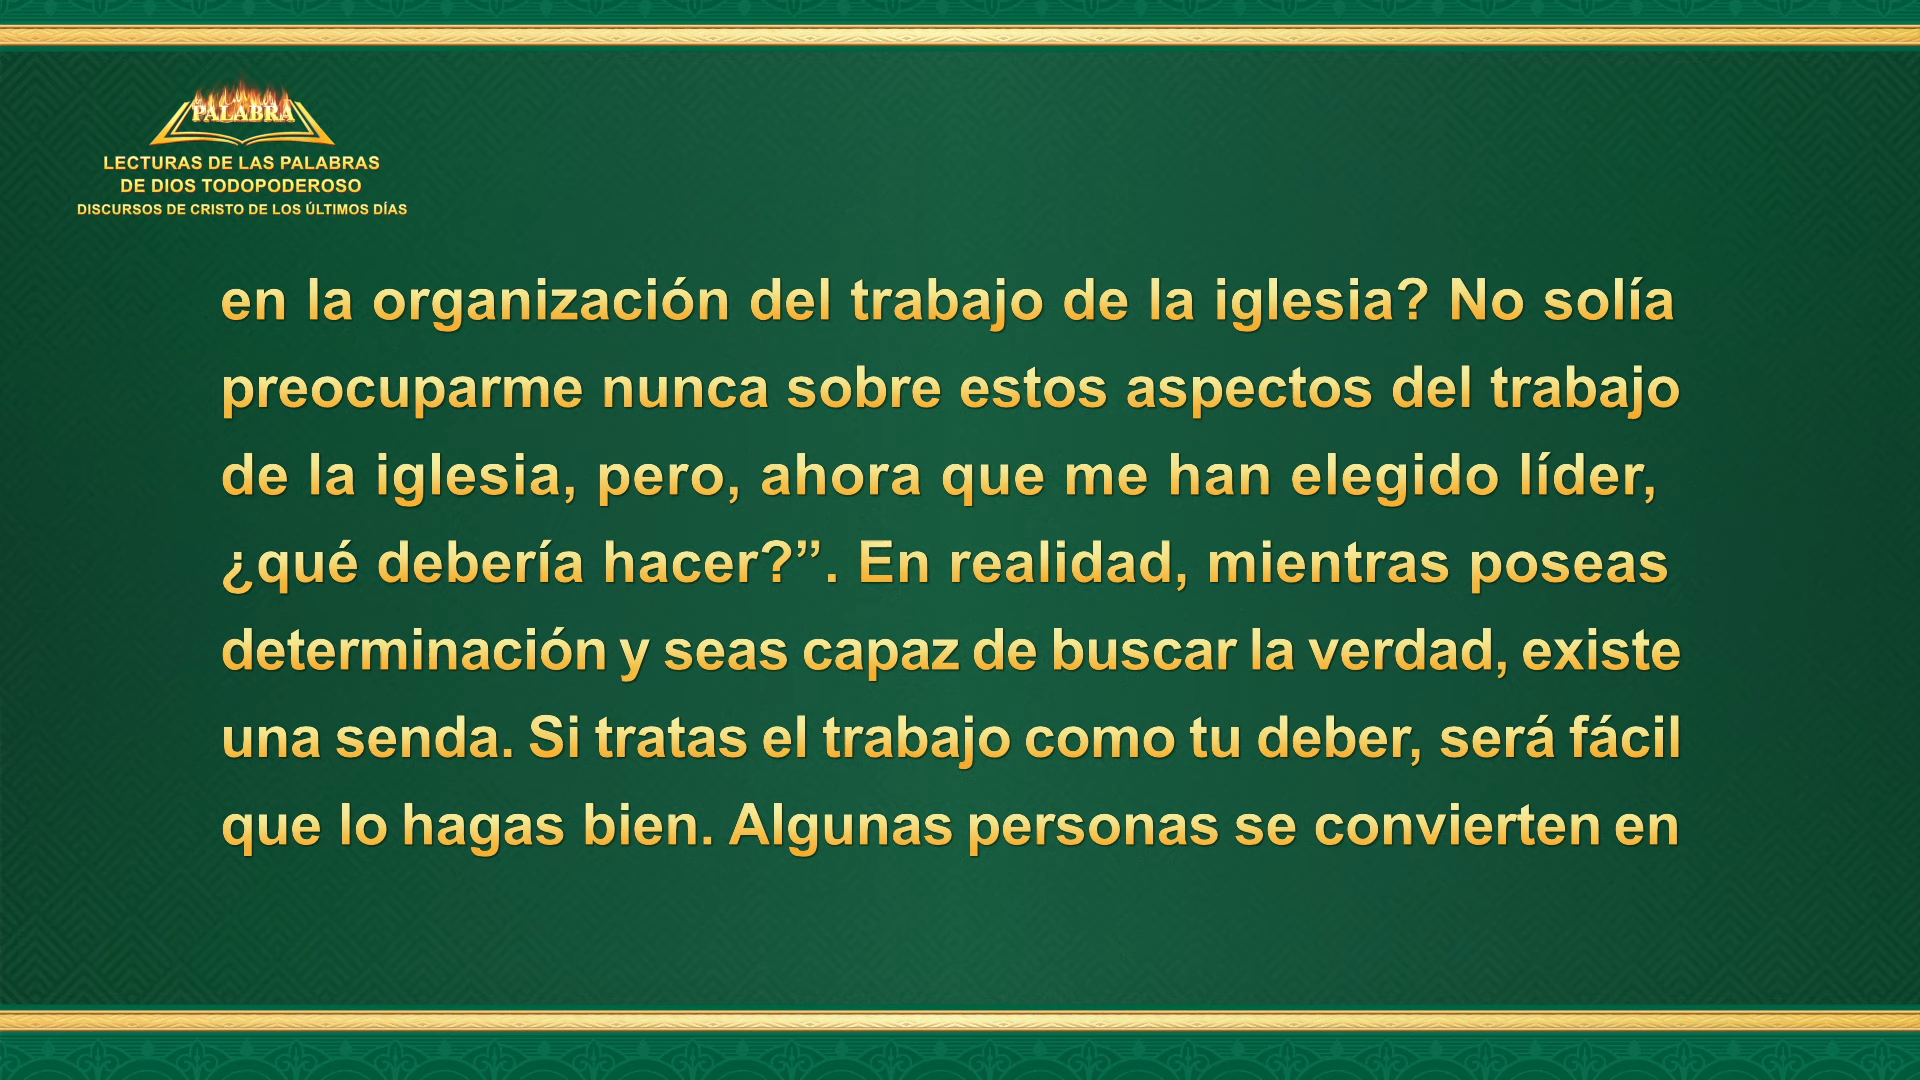 PALABRA
LECTURAS DE LAS PALABRAS
DE DIOS TODOPODEROSO
DISCURSOS DE CRISTO DE LOS ÚLTIMOS DÍAS
en la organización del trabajo de la iglesia? No solía
preocuparme nunca sobre estos aspectos del trabajo
de la iglesia, pero, ahora que me han elegido líder,
¿qué debería hacer?”. En realidad, mientras poseas
determinación y seas capaz de buscar la verdad, existe
una senda. Si tratas el trabajo como tu deber, será fácil
que lo hagas bien. Algunas personas se convierten en